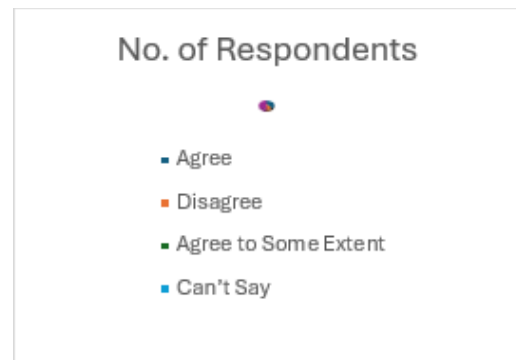 No. of Respondents
Agree
Disagree
Agree to Some Extent
Can’t Say